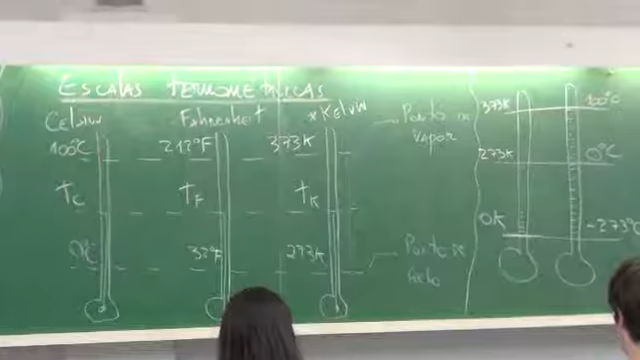 ESCALAS TERMOMÉTRICAS
Celsius Fahrenheit *Kelvin
100°C 212°F 373K Ponto de Vapor
Tc TF TK
0°C 32°F 273K Ponto de Gelo
373K 100°C
273K 0°C
0K -273°C